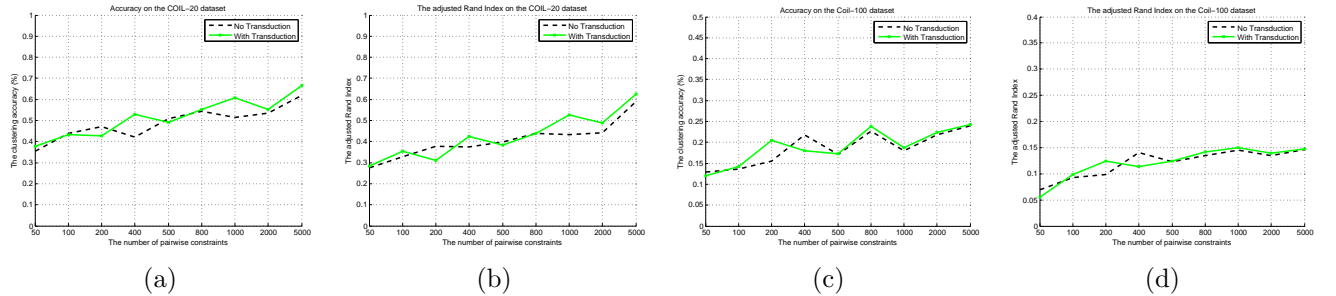 Accuracy on the COIL-20 dataset
No Transduction
With Transduction
The clustering accuracy (%)
1
0.9
0.8
0.7
0.6
0.5
0.4
0.3
0.2
0.1
0
50 100 200 400 500 800 1000 2000 5000
The number of pairwise constraints
(a)
The adjusted Rand Index on the COIL-20 dataset
No Transduction
With Transduction
The adjusted Rand Index
1
0.9
0.8
0.7
0.6
0.5
0.4
0.3
0.2
0.1
0
50 100 200 400 500 800 1000 2000 5000
The number of pairwise constraints
(b)
Accuracy on the Coil-100 dataset
No Transduction
With Transduction
The clustering accuracy (%)
0.5
0.45
0.4
0.35
0.3
0.25
0.2
0.15
0.1
0.05
0
50 100 200 400 500 800 1000 2000 5000
The number of pairwise constraints
(c)
The adjusted Rand Index on the Coil-100 dataset
No Transduction
With Transduction
The adjusted Rand Index
0.4
0.35
0.3
0.25
0.2
0.15
0.1
0.05
0
50 100 200 400 500 800 1000 2000 5000
The number of pairwise constraints
(d)